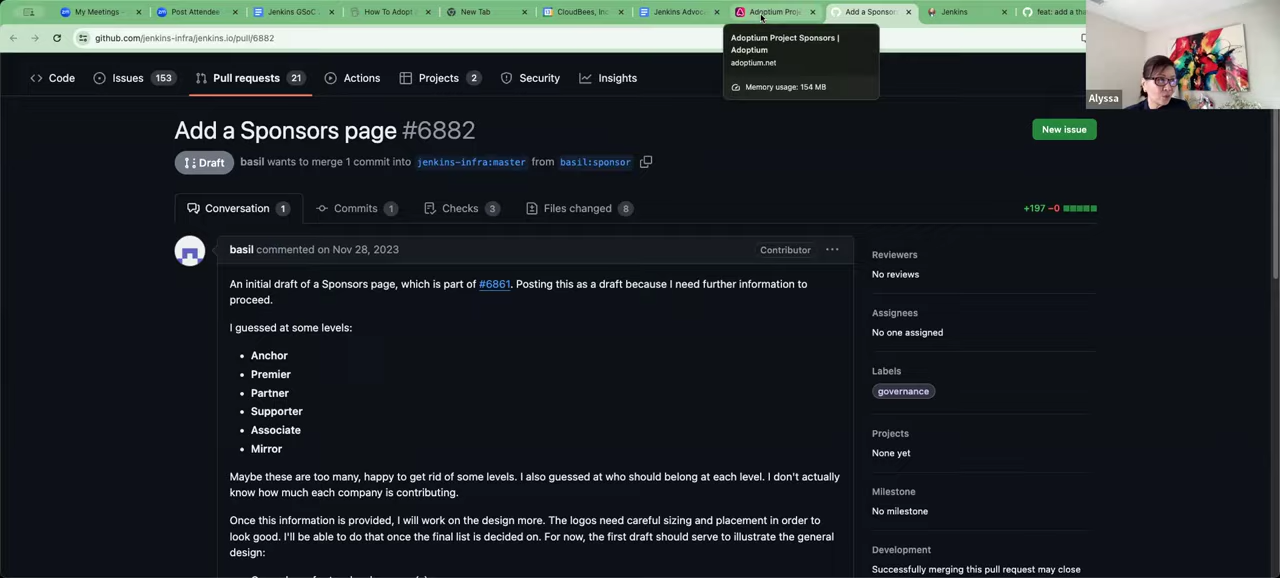 My Meetings -
Post Attendee
Jenkins GSoC
How To Adopt
New Tab
CloudBees, Inc
Jenkins Advoc
Adoptium Proj
Add a Sponsor
Jenkins
feat: add a tha
github.com/jenkins-infra/jenkins.io/pull/6882
Adoptium Project Sponsors |
Adoptium
adoptium.net
Memory usage: 154 MB
Alyssa
Code
Issues 153
Pull requests 21
Actions
Projects 2
Security
Insights
Add a Sponsors page #6882
New issue
Draft
basil wants to merge 1 commit into jenkins-infra:master from basil:sponsor
Conversation 1
Commits 1
Checks 3
Files changed 8
+197 −0
basil commented on Nov 28, 2023
Contributor
An initial draft of a Sponsors page, which is part of #6861. Posting this as a draft because I need further information to
proceed.
I guessed at some levels:
• Anchor
• Premier
• Partner
• Supporter
• Associate
• Mirror
Maybe these are too many, happy to get rid of some levels. I also guessed at who should belong at each level. I don't actually
know how much each company is contributing.
Once this information is provided, I will work on the design more. The logos need careful sizing and placement in order to
look good. I'll be able to do that once the final list is decided on. For now, the first draft should serve to illustrate the general
design:
Reviewers
No reviews
Assignees
No one assigned
Labels
governance
Projects
None yet
Milestone
No milestone
Development
Successfully merging this pull request may close